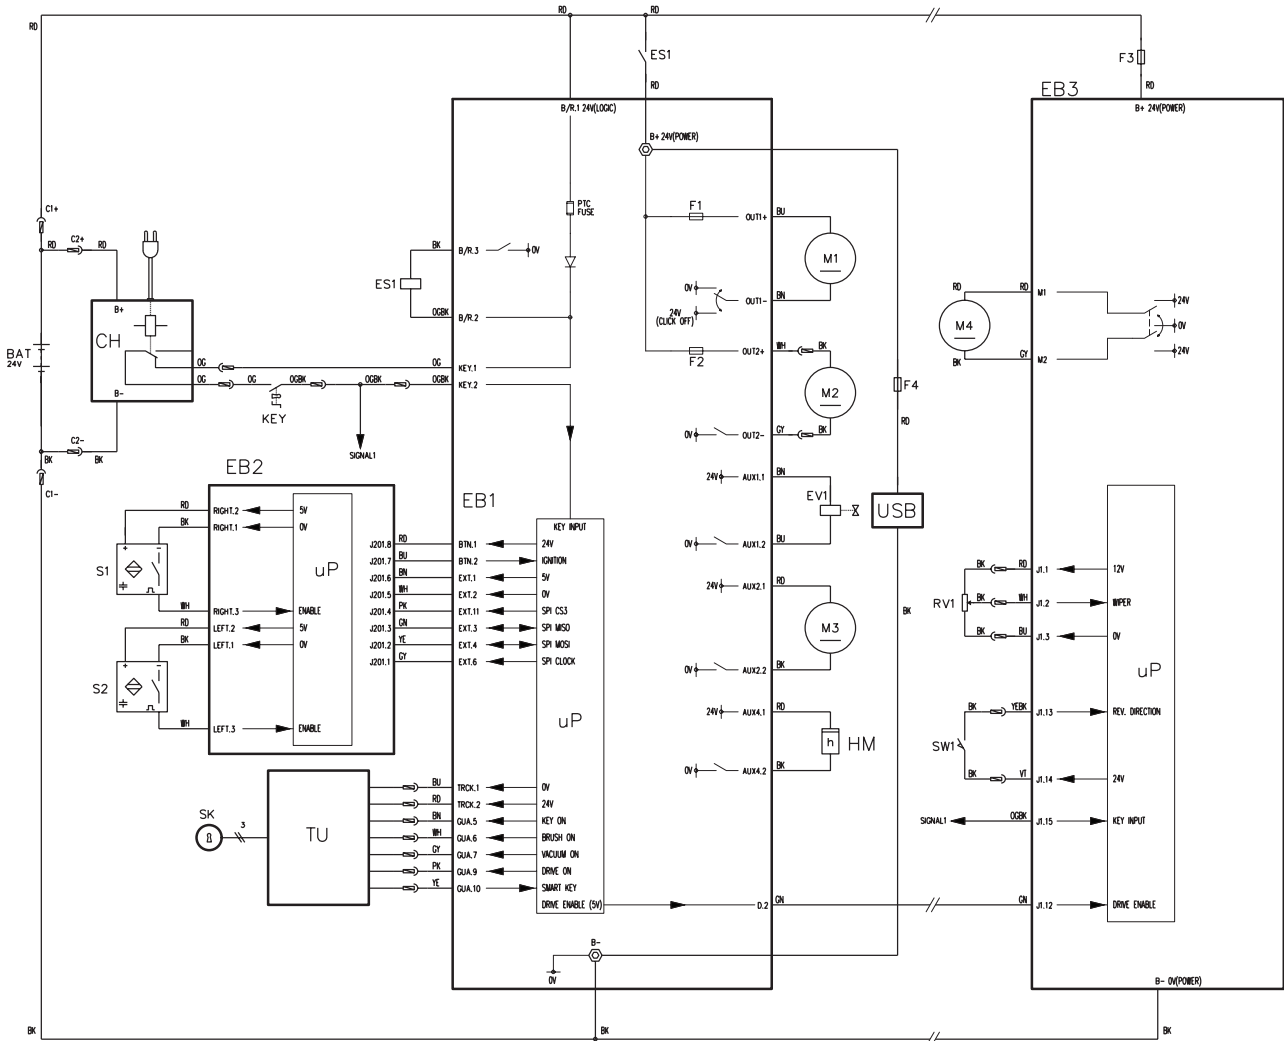 RD RD
RD
ES1
F3
RD RD
EB3
B/R.1 24V(LOGIC)
B+ 24V(POWER)
B+ 24V(POWER)
C1+
PTC
FUSE
F1 OUT1+ BU
C2+
RD RD
BK B/R.3 0V
M1
ES1
0V
24V
(CLICK OFF)
OUT1- BN
RD RD M1 24V
B+
CH
OGBK B/R.2
M4 0V
BAT
24V
WH BK
F2 OUT2+
BK GY M2 24V
OG OG KEY.1
OG OG OGBK OGBK OGBK KEY.2
B-
KEY
M2
F4
RD
C2-
BK BK
SIGNAL1
0V OUT2- GY BK
EB2
C1-
24V AUX1.1 BN
EB1
EV1
USB
RD RIGHT.2 5V
BK RIGHT.1 0V
KEY INPUT
S1
uP
J201.8 RD BTN.1 24V
0V AUX1.2 BU
J201.7 BU BTN.2 IGNITION
J201.6 BN EXT.1 5V
24V AUX2.1 RD
BK RD J1.1 12V
J201.5 WH EXT.2 0V
RV1 BK WH J1.2 WIPER
WH RIGHT.3 ENABLE
J201.4 PK EXT.11 SPI CS3
BK
RD LEFT.2 5V
J201.3 GN EXT.3 SPI MISO
M3
BK BU J1.3 0V
BK LEFT.1 0V
J201.2 YE EXT.4 SPI MOSI
J201.1 GY EXT.6 SPI CLOCK
0V AUX2.2 BK
uP
S2
WH LEFT.3 ENABLE
uP
24V AUX4.1 RD
BK YEBK J1.13 REV. DIRECTION
h HM
SW1
0V AUX4.2 BK
BK VT J1.14 24V
BU TRCK.1 0V
RD TRCK.2 24V
SK 3
TU
BN GUA.5 KEY ON
SIGNAL1 OGBK J1.15 KEY INPUT
WH GUA.6 BRUSH ON
GY GUA.7 VACUUM ON
PK GUA.9 DRIVE ON
YE GUA.10 SMART KEY
DRIVE ENABLE (5V) D.2 GN
GN J1.12 DRIVE ENABLE
B-
0V
B- 0V(POWER)
BK BK BK